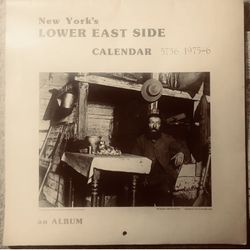 New York's
LOWER EAST SIDE
CALENDAR 5736 1975-6
an ALBUM